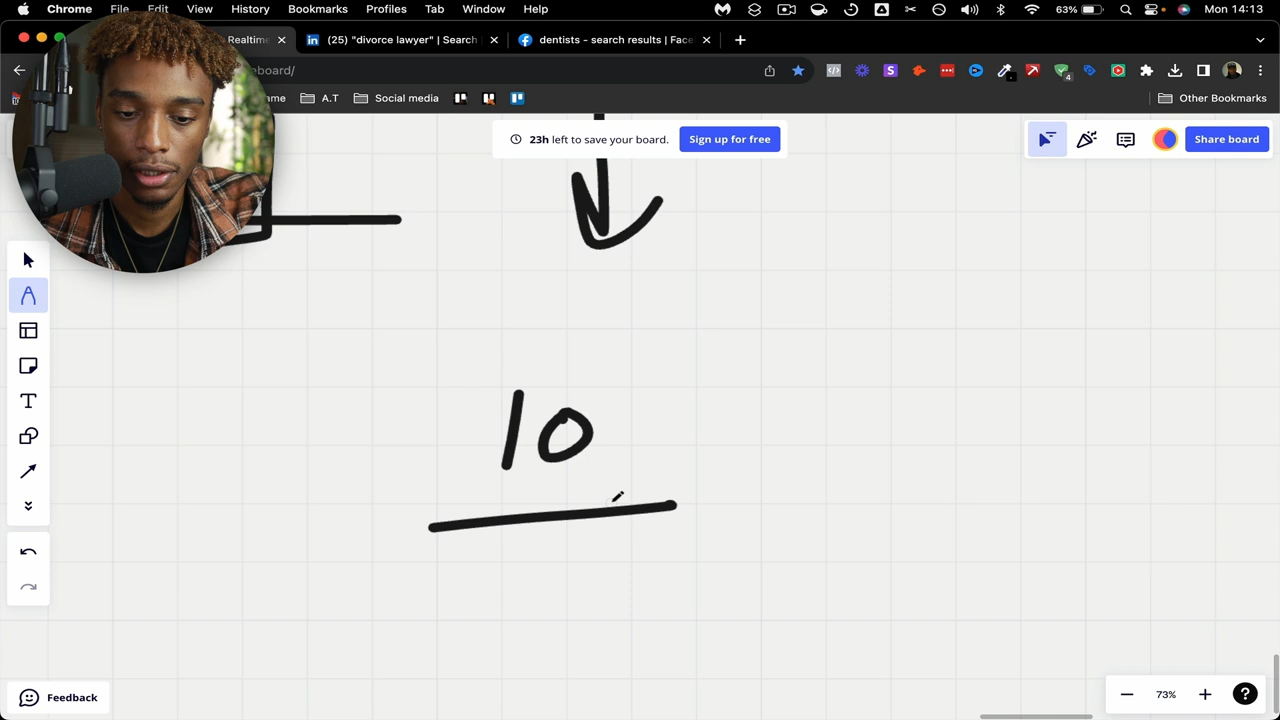 Chrome File Edit View History Bookmarks Profiles Tab Window Help 63% Mon 14:13
Realtime (25) "divorce lawyer" | Search dentists - search results | Face
eboard/
me A.T Social media Other Bookmarks
23h left to save your board. Sign up for free Share board
10
Feedback
73%